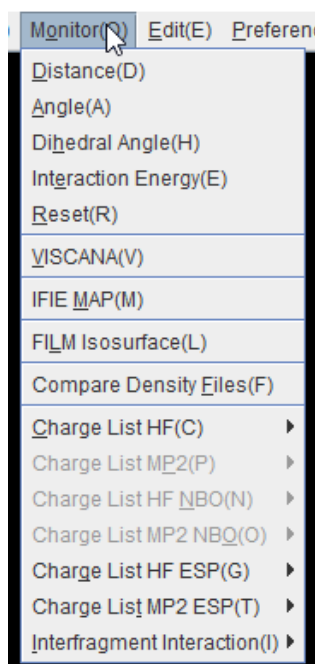 Monitor(O) Edit(E) Preferen
Distance(D)
Angle(A)
Dihedral Angle(H)
Interaction Energy(E)
Reset(R)
VISCANA(V)
IFIE MAP(M)
FILM Isosurface(L)
Compare Density Files(F)
Charge List HF(C)
Charge List MP2(P)
Charge List HF NBO(N)
Charge List MP2 NBO(O)
Charge List HF ESP(G)
Charge List MP2 ESP(T)
Interfragment Interaction(I)